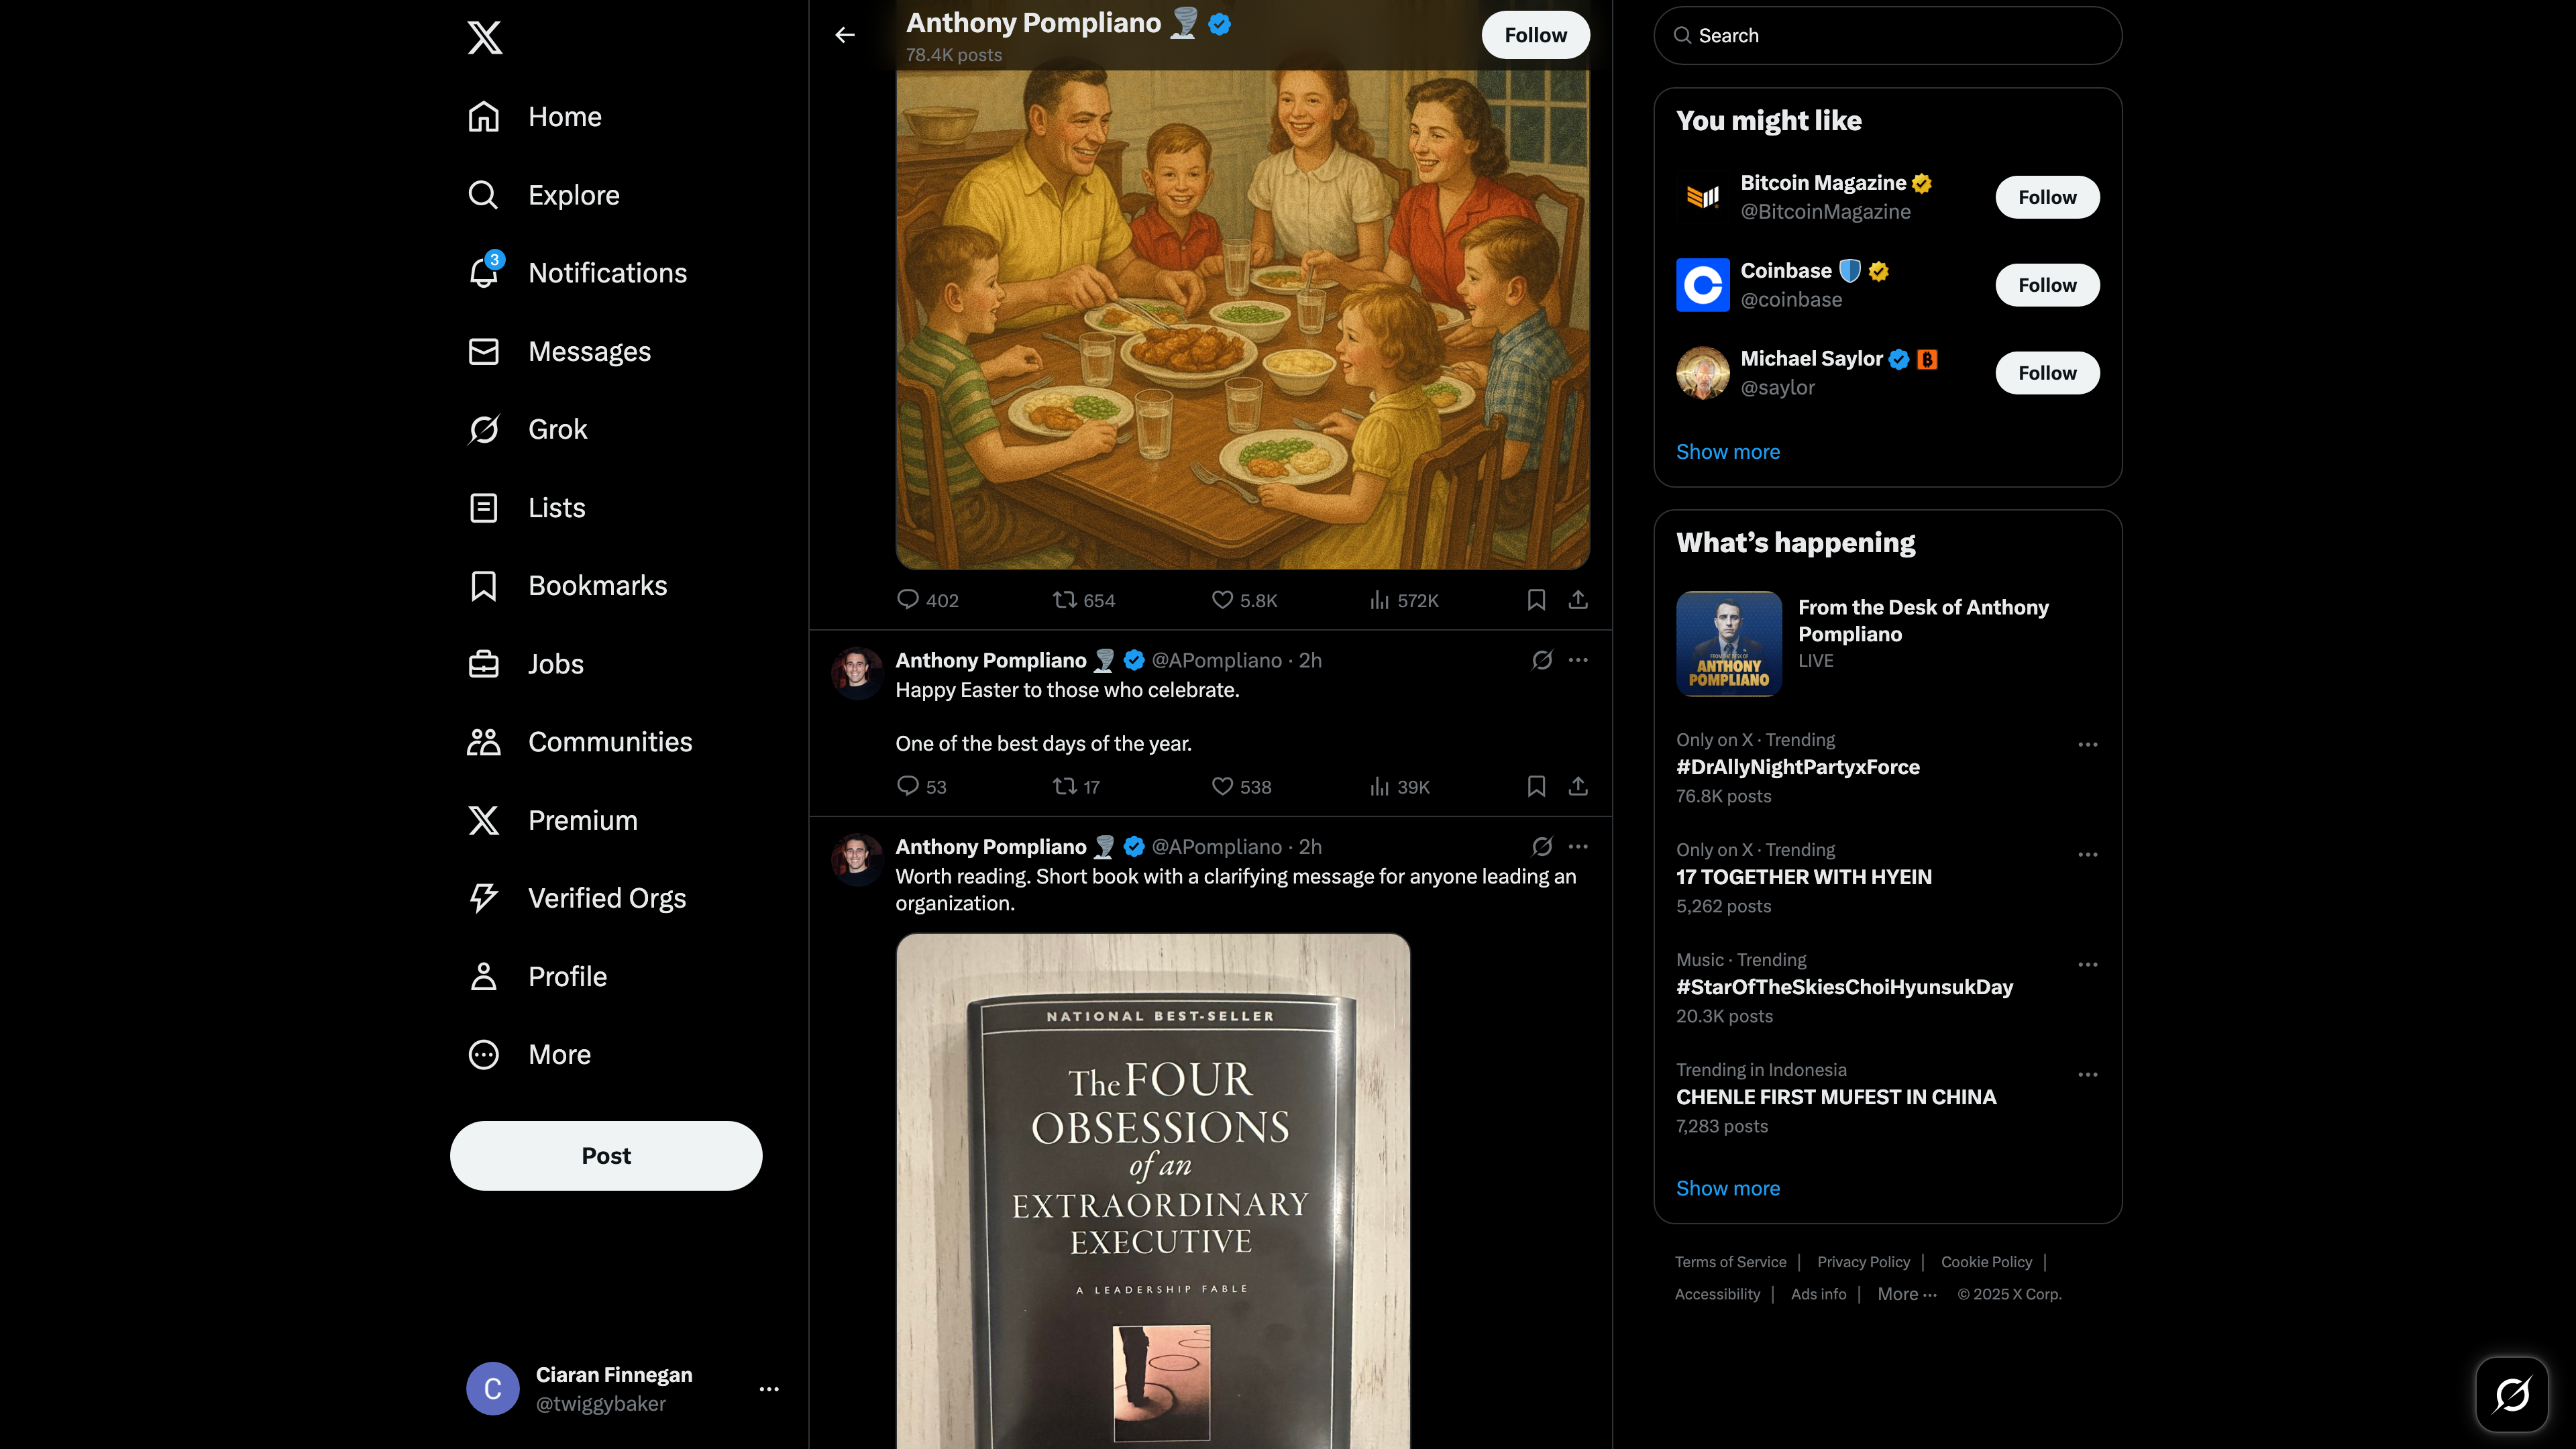 Home
Explore
3
Notifications
Messages
Grok
Lists
Bookmarks
Jobs
Communities
Premium
Verified Orgs
Profile
More
Post
C
Ciaran Finnegan
@twiggybaker
Anthony Pompliano
78.4K posts
Follow
402 654 5.8K 572K
Anthony Pompliano @APompliano · 2h
Happy Easter to those who celebrate.
One of the best days of the year.
53 17 538 39K
Anthony Pompliano @APompliano · 2h
Worth reading. Short book with a clarifying message for anyone leading an
organization.
NATIONAL BEST-SELLER
The FOUR
OBSESSIONS
of an
EXTRAORDINARY
EXECUTIVE
A LEADERSHIP FABLE
Search
You might like
Bitcoin Magazine
@BitcoinMagazine
Follow
Coinbase
@coinbase
Follow
Michael Saylor
@saylor
Follow
Show more
What’s happening
FROM THE DESK OF
ANTHONY
POMPLIANO
From the Desk of Anthony
Pompliano
LIVE
Only on X · Trending
#DrAllyNightPartyxForce
76.8K posts
Only on X · Trending
17 TOGETHER WITH HYEIN
5,262 posts
Music · Trending
#StarOfTheSkiesChoiHyunsukDay
20.3K posts
Trending in Indonesia
CHENLE FIRST MUFEST IN CHINA
7,283 posts
Show more
Terms of Service | Privacy Policy | Cookie Policy |
Accessibility | Ads info | More ··· © 2025 X Corp.